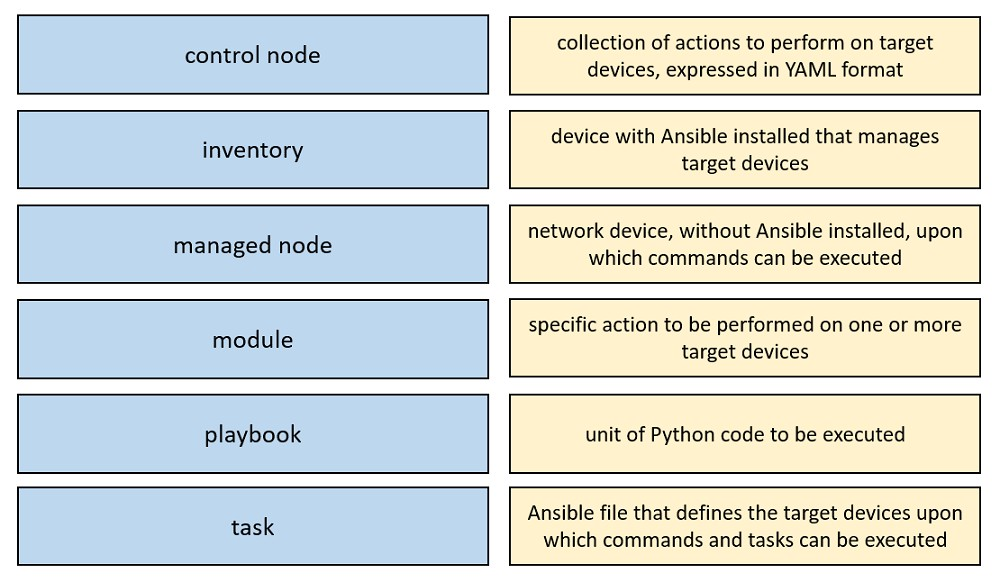 control node
collection of actions to perform on target
devices, expressed in YAML format
inventory
device with Ansible installed that manages
target devices
managed node
network device, without Ansible installed, upon
which commands can be executed
module
specific action to be performed on one or more
target devices
playbook
unit of Python code to be executed
task
Ansible file that defines the target devices upon
which commands and tasks can be executed